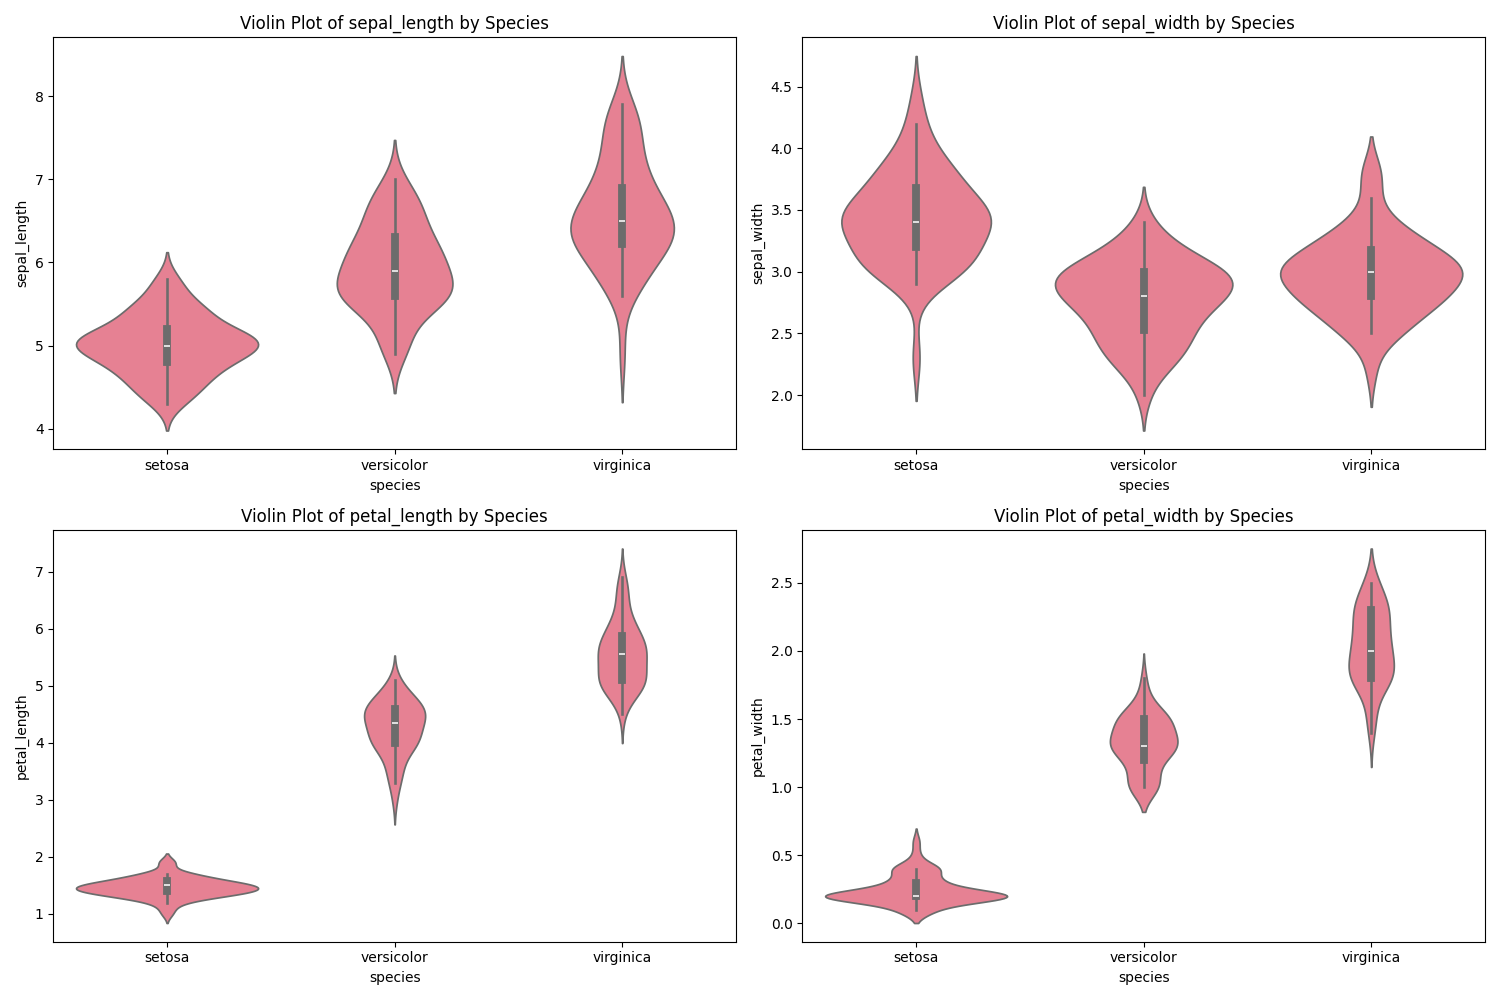 Violin Plot of sepal_length by Species
sepal_length
8
7
6
5
4
setosa
versicolor
virginica
species
Violin Plot of sepal_width by Species
sepal_width
4.5
4.0
3.5
3.0
2.5
2.0
setosa
versicolor
virginica
species
Violin Plot of petal_length by Species
petal_length
7
6
5
4
3
2
1
setosa
versicolor
virginica
species
Violin Plot of petal_width by Species
petal_width
2.5
2.0
1.5
1.0
0.5
0.0
setosa
versicolor
virginica
species